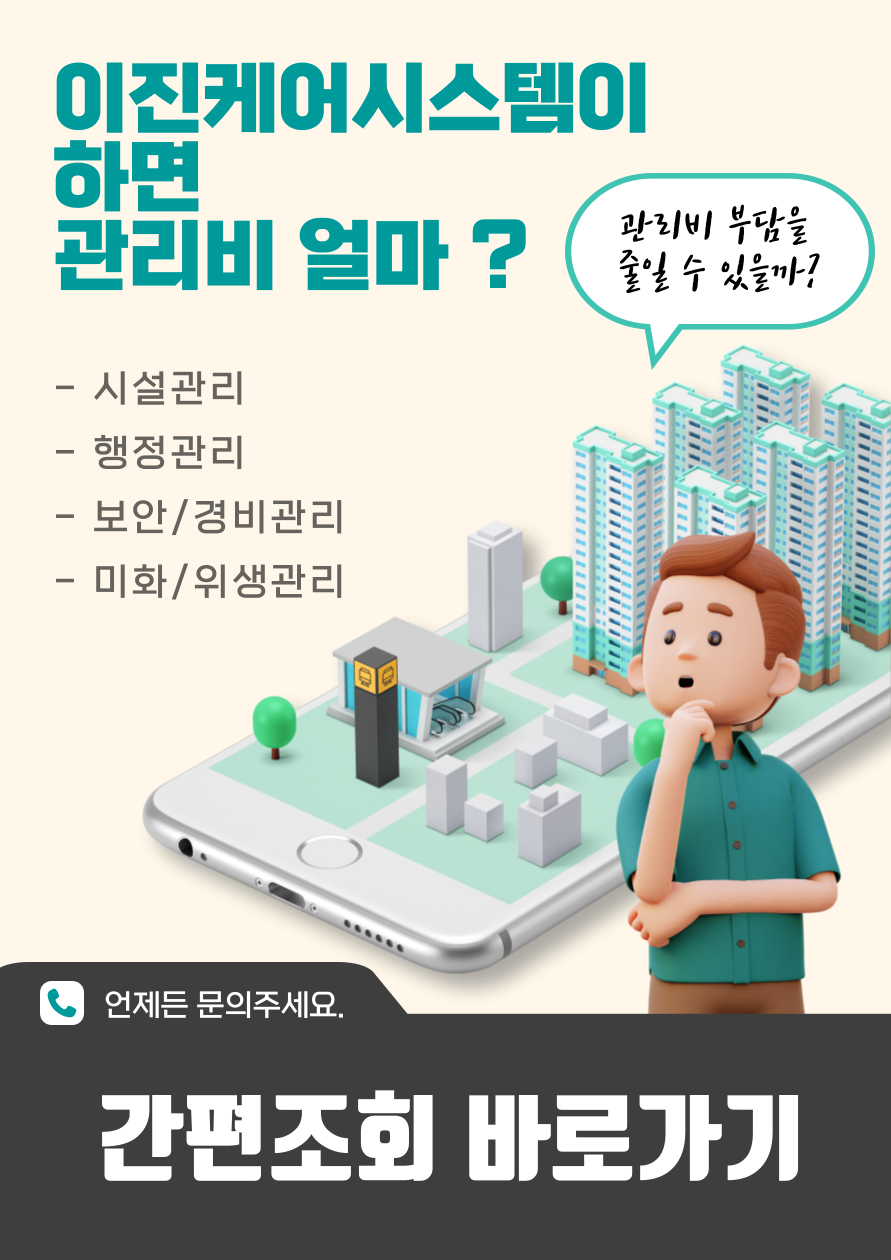 이진케어시스템이
하면
관리비 얼마 ?
관리비 부담을
줄일 수 있을까?
- 시설관리
- 행정관리
- 보안/경비관리
- 미화/위생관리
언제든 문의주세요.
간편조회 바로가기